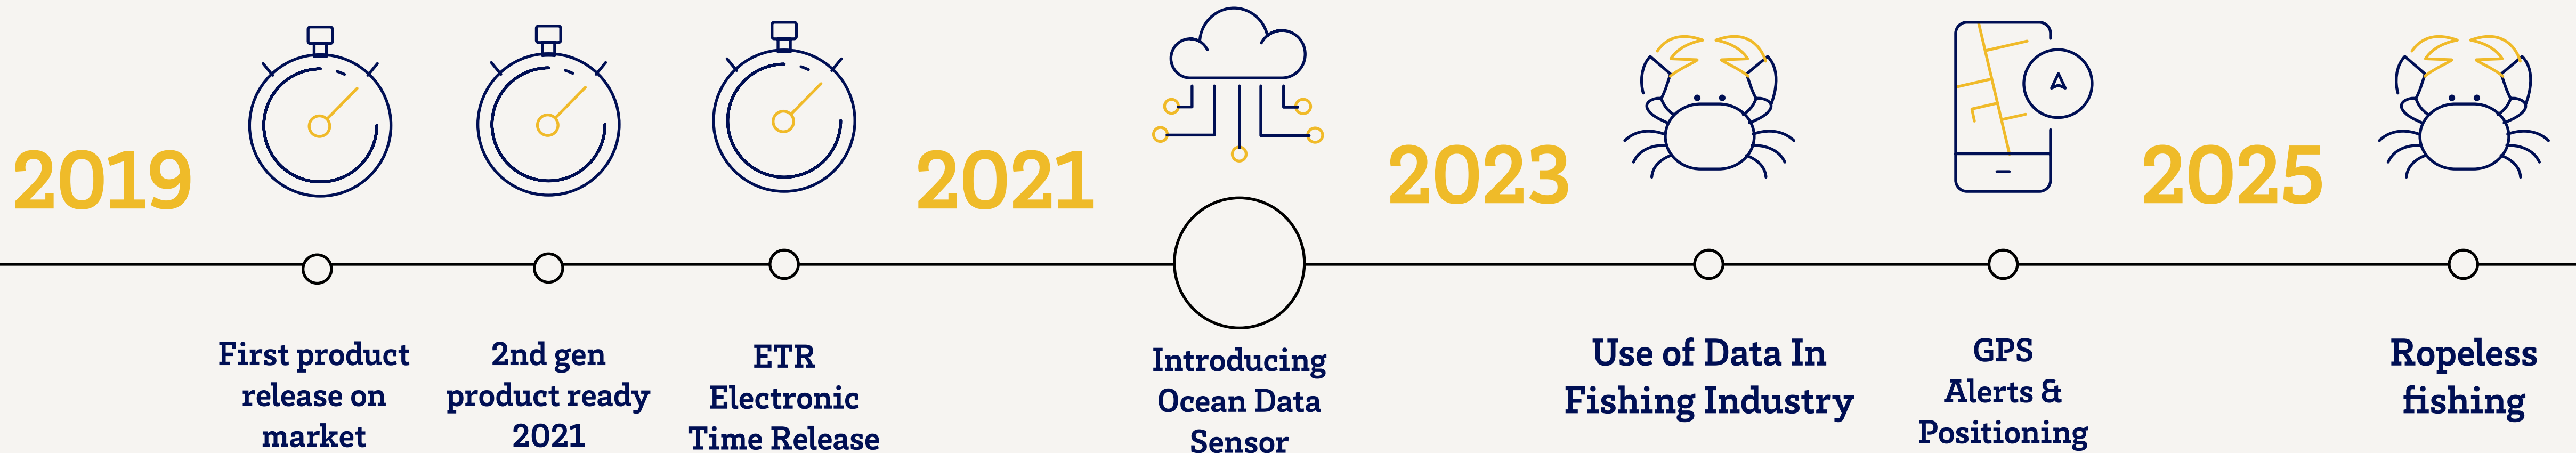 2019
First product
release on
market
2nd gen
product ready
2021
ETR
Electronic
Time Release
2021
Introducing
Ocean Data
Sensor
2023
Use of Data In
Fishing Industry
GPS
Alerts &
Positioning
2025
Ropeless
fishing